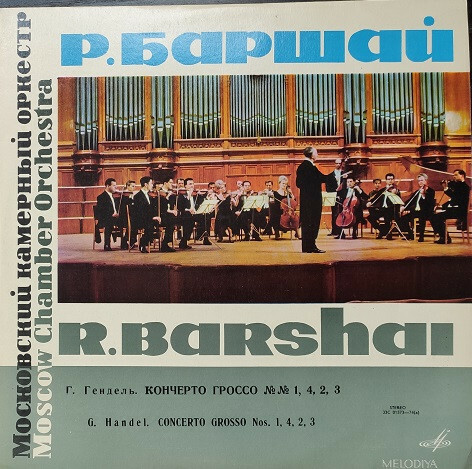 Р. БАРШАЙ
Московский камерный оркестр
Moscow Chamber Orchestra
R. BARSHAI
Г. Гендель. КОНЧЕРТО ГРОССО №№ 1, 4, 2, 3
G. Handel. CONCERTO GROSSO Nos. 1, 4, 2, 3
СТЕРЕО
MELODIYA